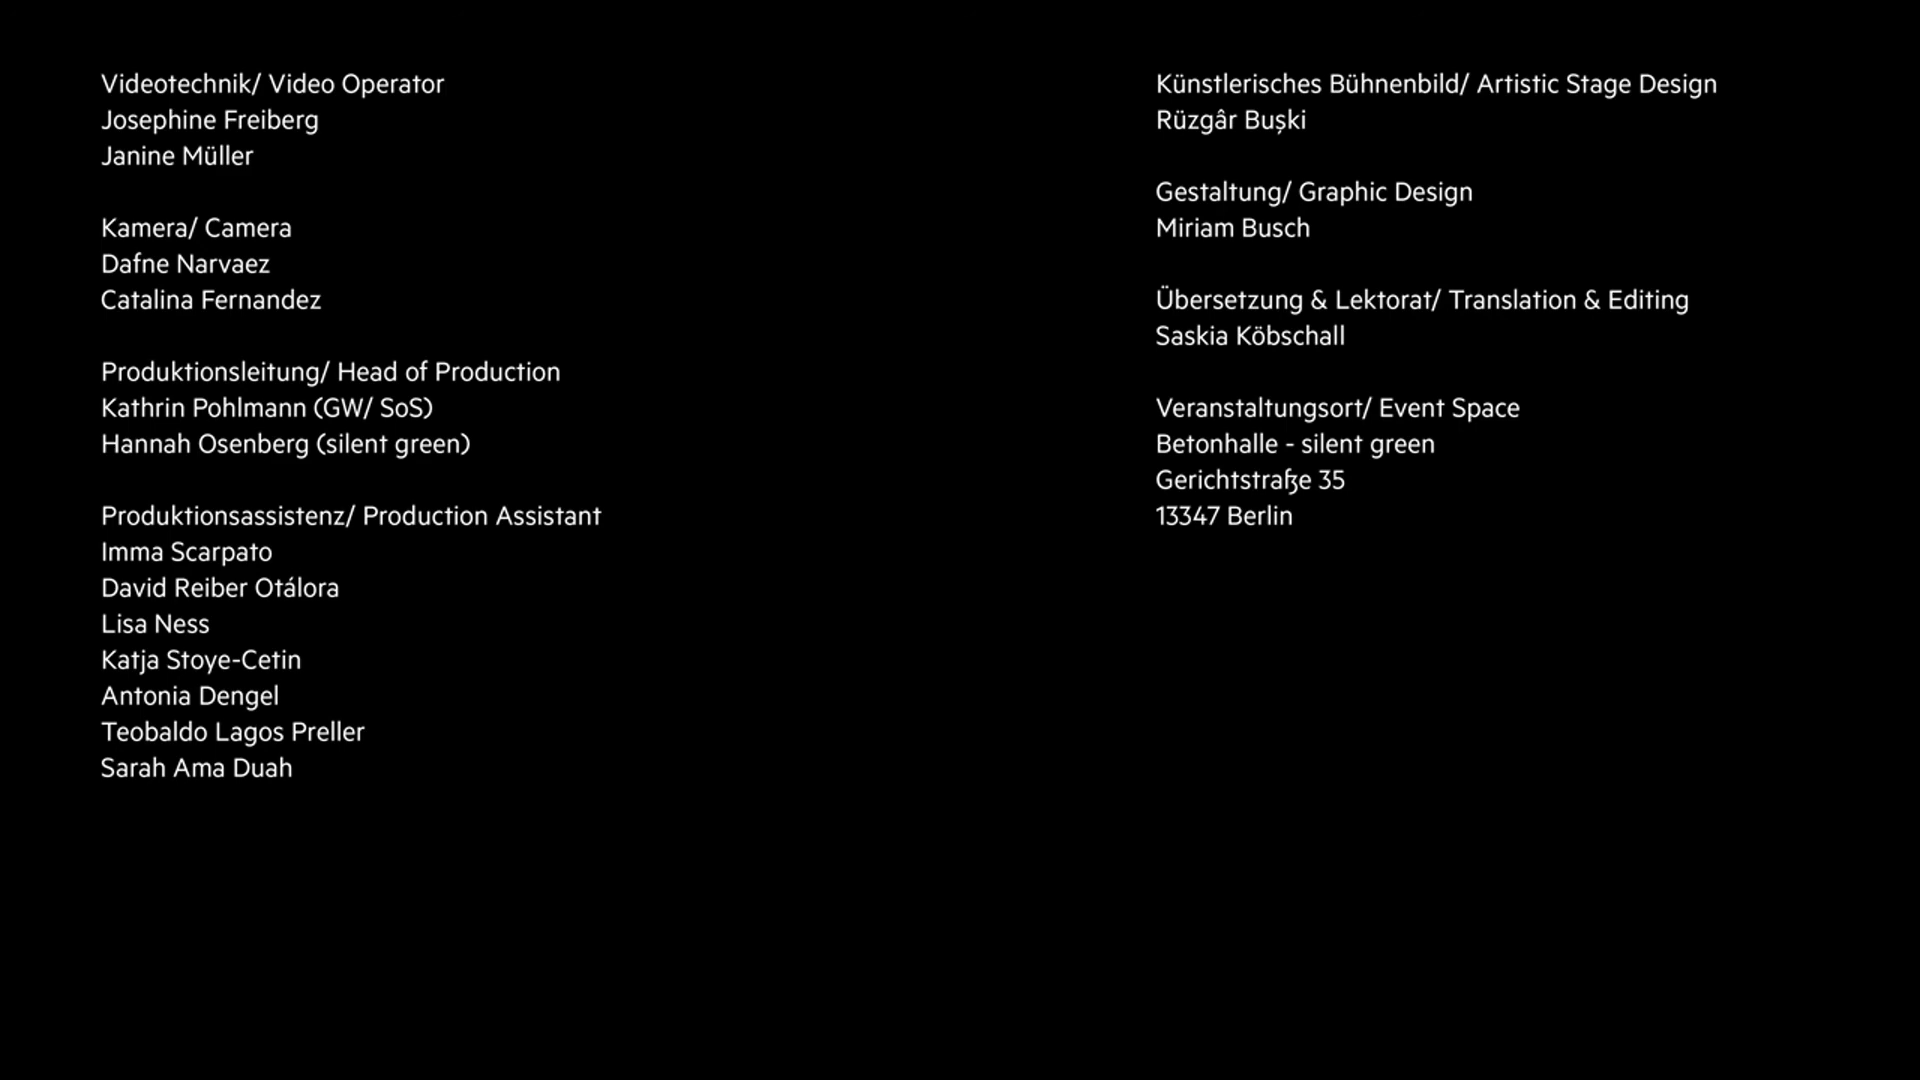 Videotechnik/ Video Operator
Josephine Freiberg
Janine Müller
Kamera/ Camera
Dafne Narvaez
Catalina Fernandez
Produktionsleitung/ Head of Production
Kathrin Pohlmann (GW/ SoS)
Hannah Osenberg (silent green)
Produktionsassistenz/ Production Assistant
Imma Scarpato
David Reiber Otálora
Lisa Ness
Katja Stoye-Cetin
Antonia Dengel
Teobaldo Lagos Preller
Sarah Ama Duah
Künstlerisches Bühnenbild/ Artistic Stage Design
Rüzgâr Buşki
Gestaltung/ Graphic Design
Miriam Busch
Übersetzung & Lektorat/ Translation & Editing
Saskia Köbschall
Veranstaltungsort/ Event Space
Betonhalle - silent green
Gerichtstraße 35
13347 Berlin